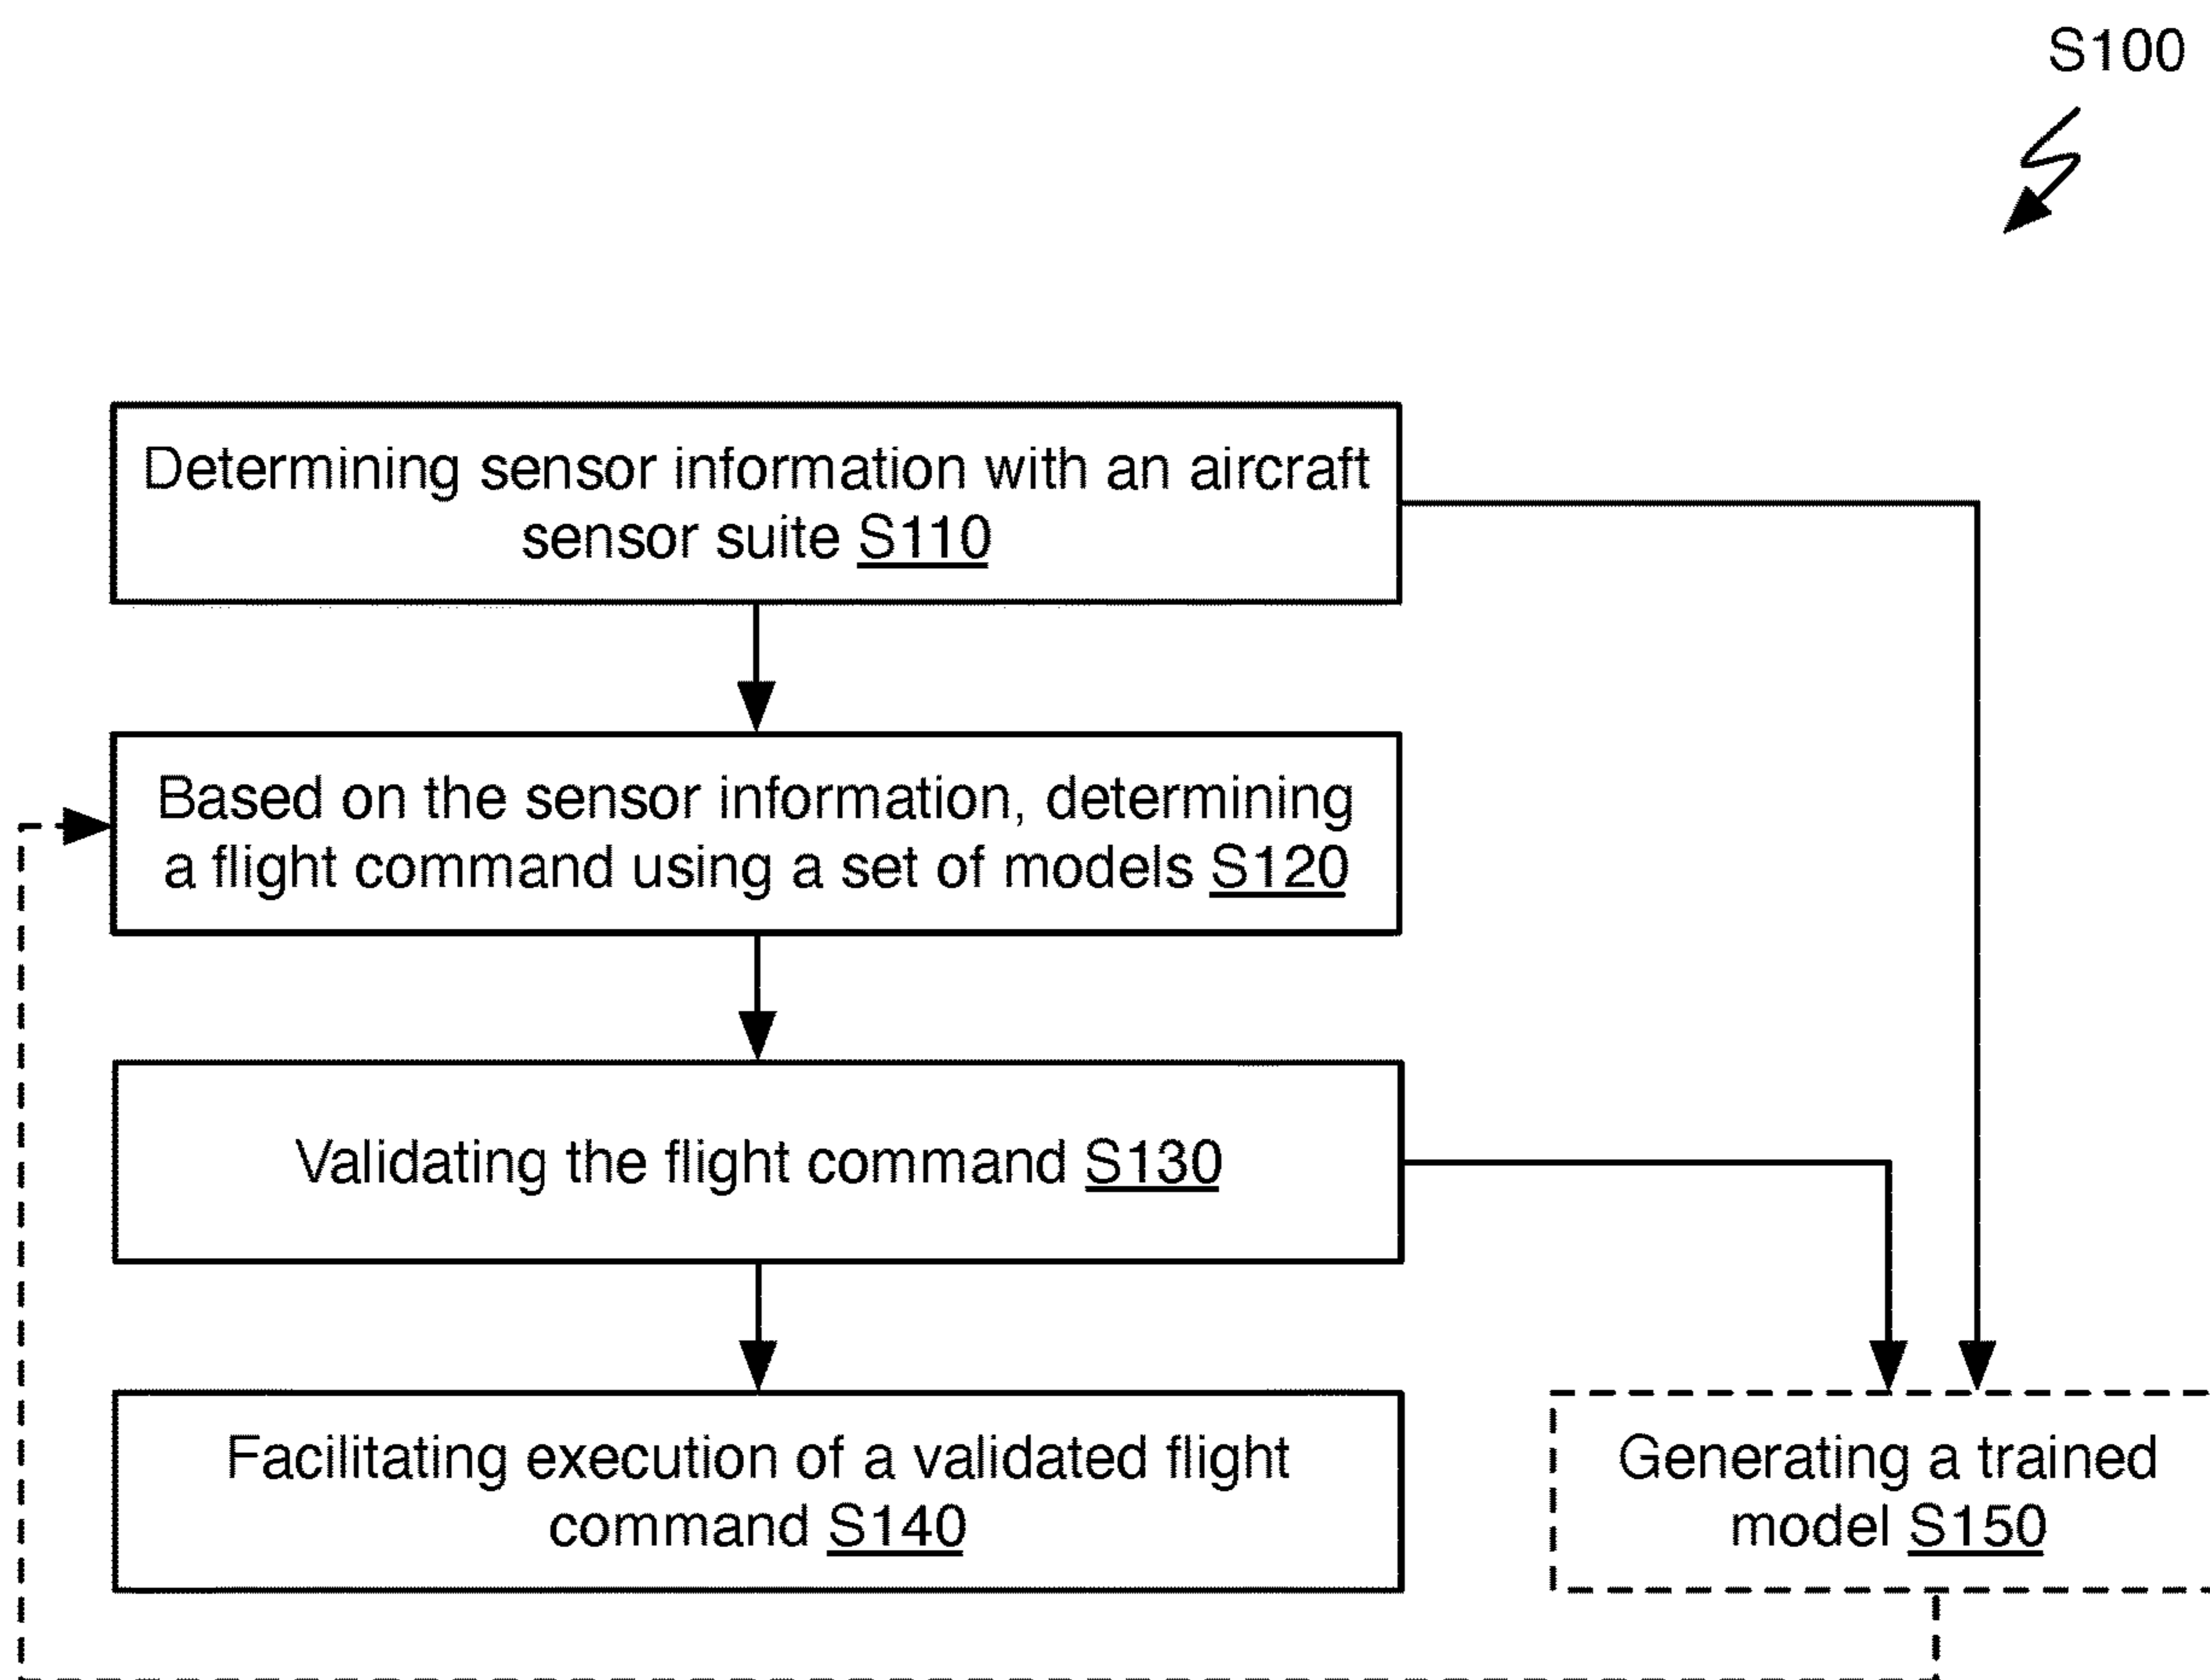 S100
Determining sensor information with an aircraft
sensor suite S110
Based on the sensor information, determining
a flight command using a set of models S120
Validating the flight command S130
Facilitating execution of a validated flight
command S140
Generating a trained
model S150